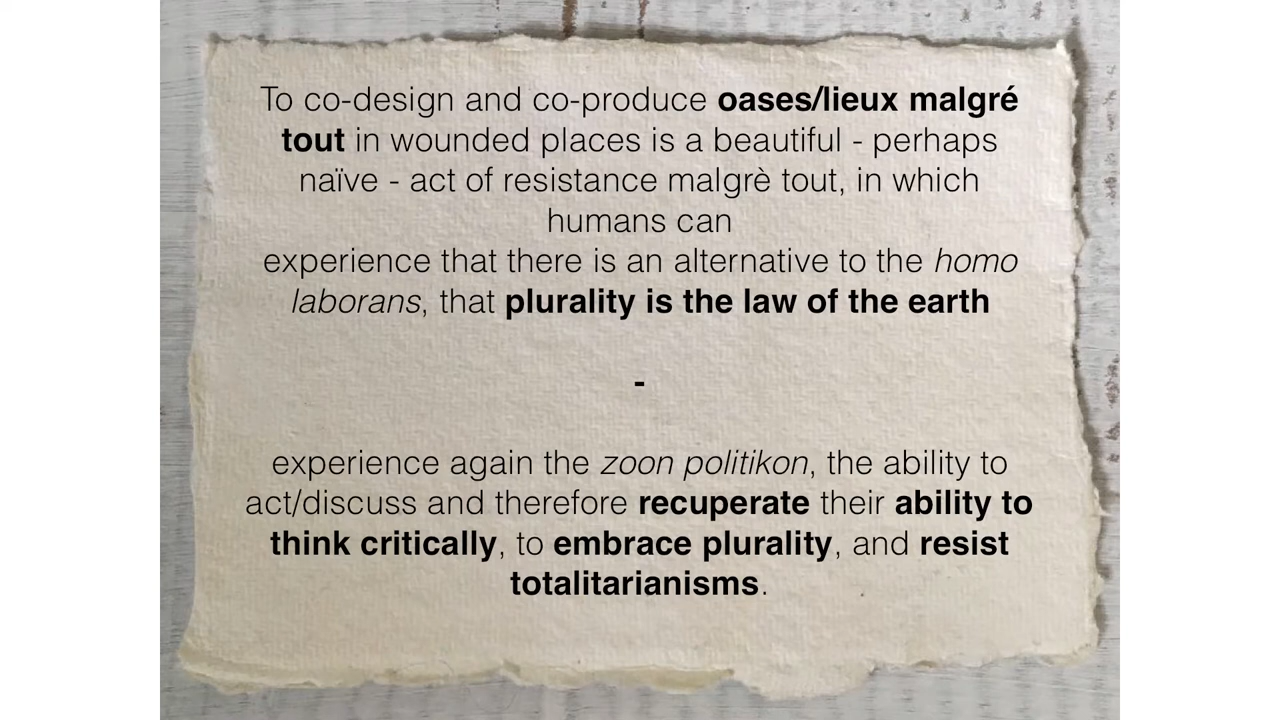 To co-design and co-produce oases/lieux malgré
tout in wounded places is a beautiful - perhaps
naïve - act of resistance malgrè tout, in which
humans can
experience that there is an alternative to the homo
laborans, that plurality is the law of the earth
-
experience again the zoon politikon, the ability to
act/discuss and therefore recuperate their ability to
think critically, to embrace plurality, and resist
totalitarianisms.